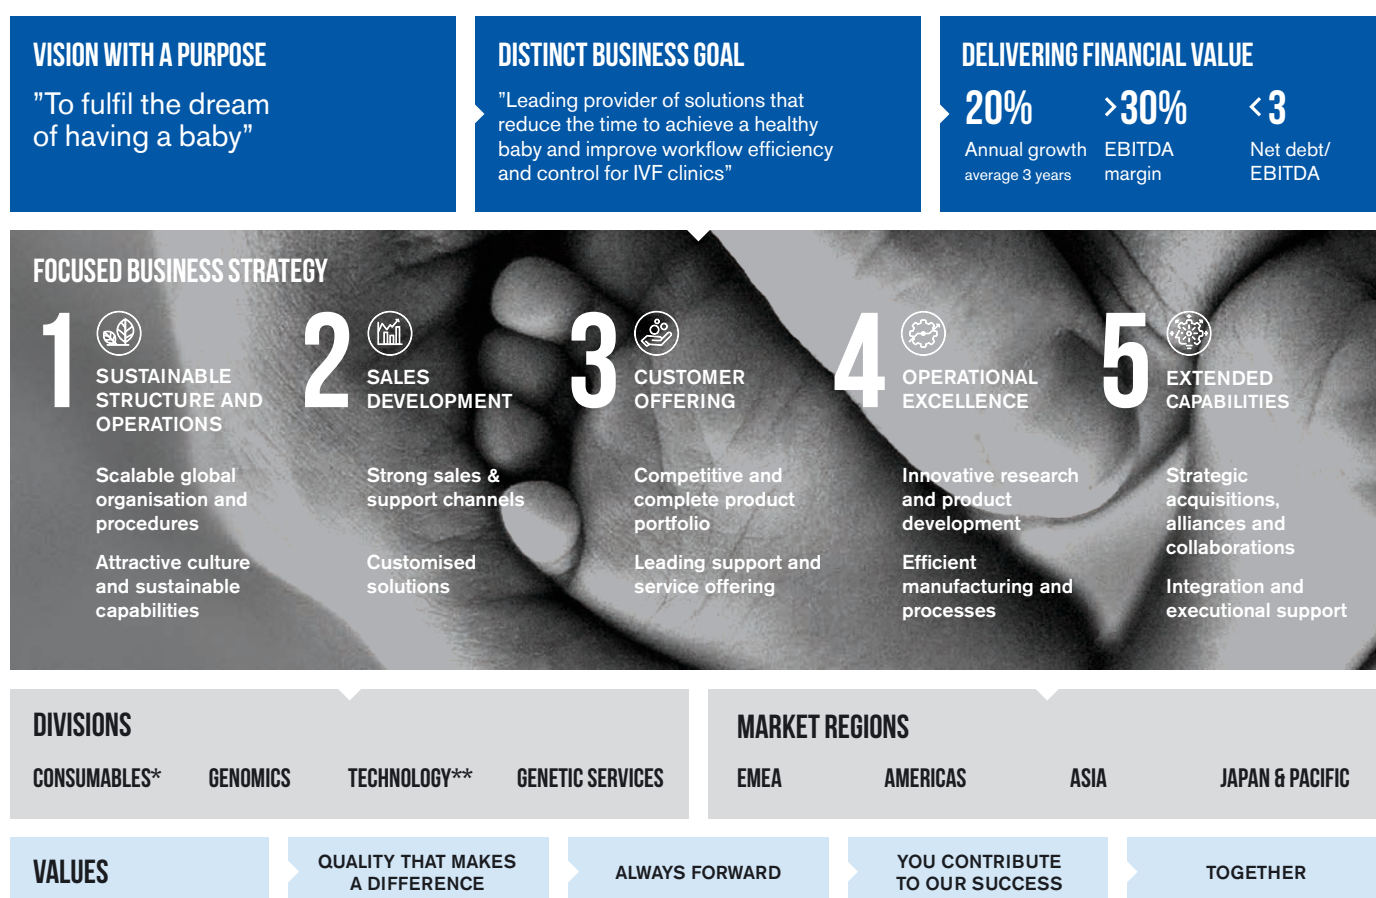 VISION WITH A PURPOSE
”To fulfil the dream
of having a baby”
DISTINCT BUSINESS GOAL
”Leading provider of solutions that
reduce the time to achieve a healthy
baby and improve workflow efficiency
and control for IVF clinics”
DELIVERING FINANCIAL VALUE
20%
Annual growth
average 3 years
>30%
EBITDA
margin
<3
Net debt/
EBITDA
FOCUSED BUSINESS STRATEGY
1
SUSTAINABLE
STRUCTURE AND
OPERATIONS
Scalable global
organisation and
procedures
Attractive culture
and sustainable
capabilities
2
SALES
DEVELOPMENT
Strong sales &
support channels
Customised
solutions
3
CUSTOMER
OFFERING
Competitive and
complete product
portfolio
Leading support and
service offering
4
OPERATIONAL
EXCELLENCE
Innovative research
and product
development
Efficient
manufacturing and
processes
5
EXTENDED
CAPABILITIES
Strategic
acquisitions,
alliances and
collaborations
Integration and
executional support
DIVISIONS
CONSUMABLES* GENOMICS TECHNOLOGY** GENETIC SERVICES
MARKET REGIONS
EMEA AMERICAS ASIA JAPAN & PACIFIC
VALUES
QUALITY THAT MAKES
A DIFFERENCE
ALWAYS FORWARD
YOU CONTRIBUTE
TO OUR SUCCESS
TOGETHER